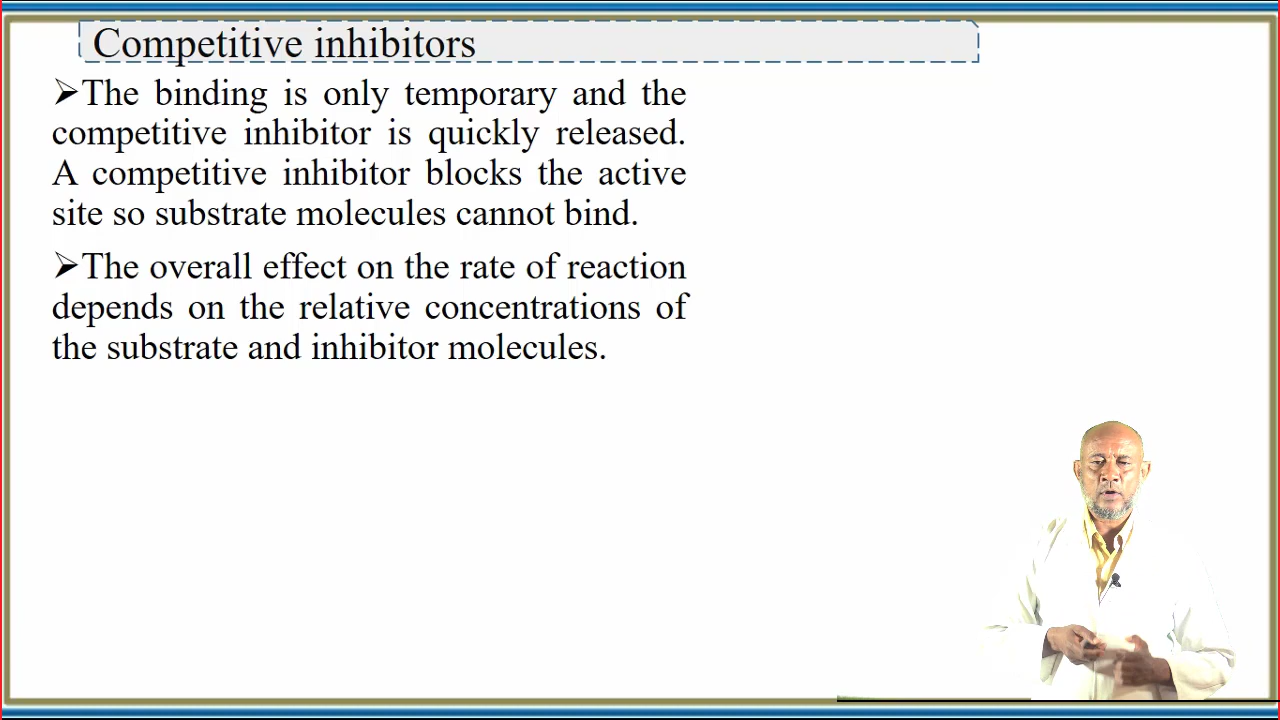 Competitive inhibitors
➢The binding is only temporary and the
competitive inhibitor is quickly released.
A competitive inhibitor blocks the active
site so substrate molecules cannot bind.
➢The overall effect on the rate of reaction
depends on the relative concentrations of
the substrate and inhibitor molecules.